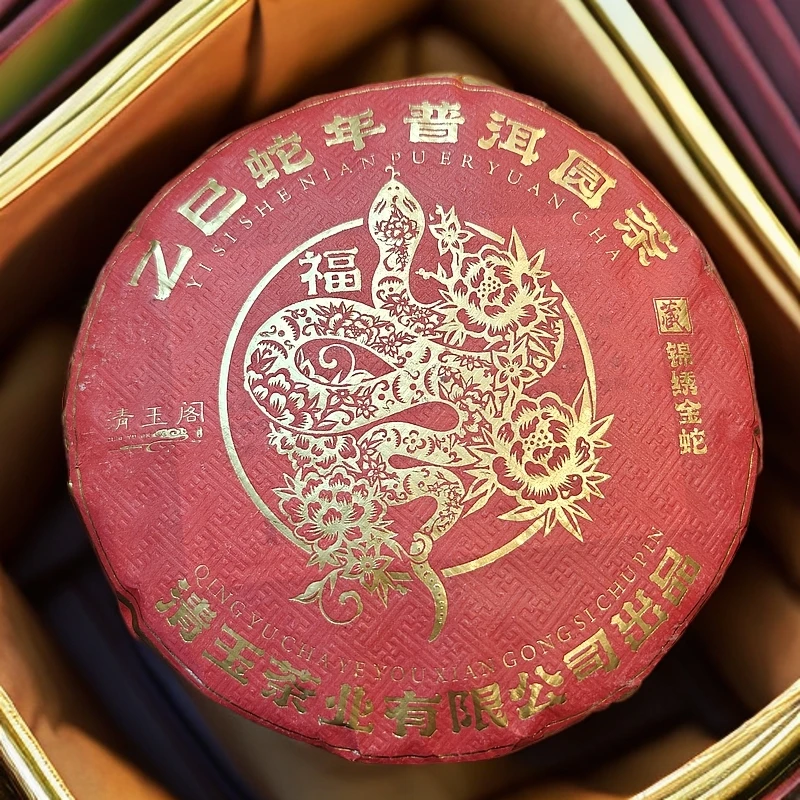 乙巳蛇年普洱圆茶
YI SI SHE NIAN PU ER YUAN CHA
福
藏
锦绣金蛇
清玉阁
QING YU CHA YE YOU XIAN GONG SI CHU PIN
清玉茶业有限公司出品